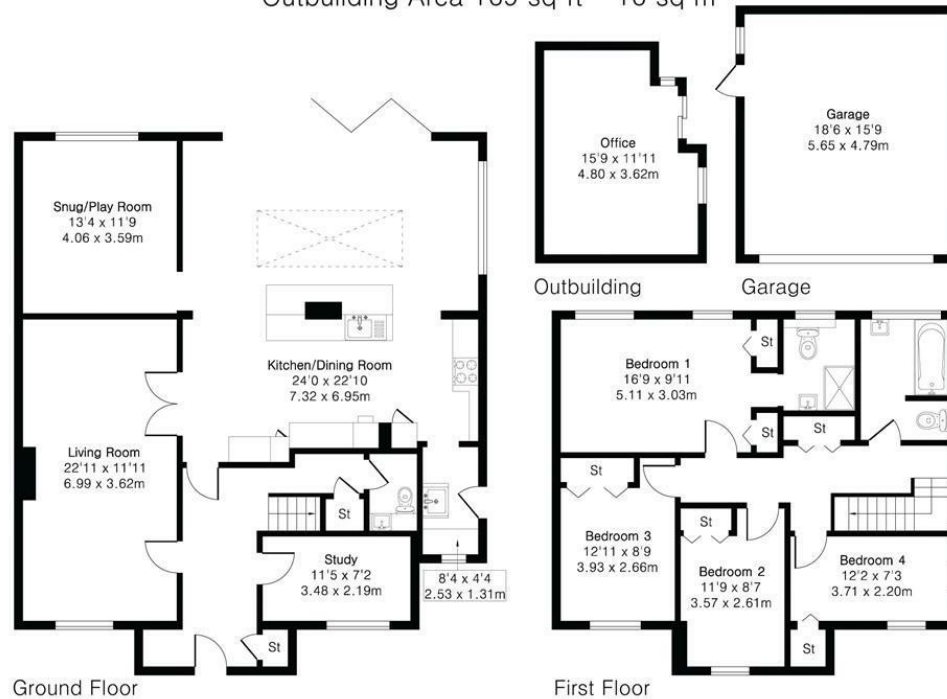 Outbuilding Area 169 sq ft - 16 sq m
Snug/Play Room
13'4 x 11'9
4.06 x 3.59m
Kitchen/Dining Room
24'0 x 22'10
7.32 x 6.95m
Living Room
22'11 x 11'11
6.99 x 3.62m
St
Study
11'5 x 7'2
3.48 x 2.19m
8'4 x 4'4
2.53 x 1.31m
St
Ground Floor
Office
15'9 x 11'11
4.80 x 3.62m
Outbuilding
Garage
18'6 x 15'9
5.65 x 4.79m
Garage
Bedroom 1
16'9 x 9'11
5.11 x 3.03m
St
St
St
St
Bedroom 3
12'11 x 8'9
3.93 x 2.66m
St
Bedroom 2
11'9 x 8'7
3.57 x 2.61m
Bedroom 4
12'2 x 7'3
3.71 x 2.20m
St
First Floor